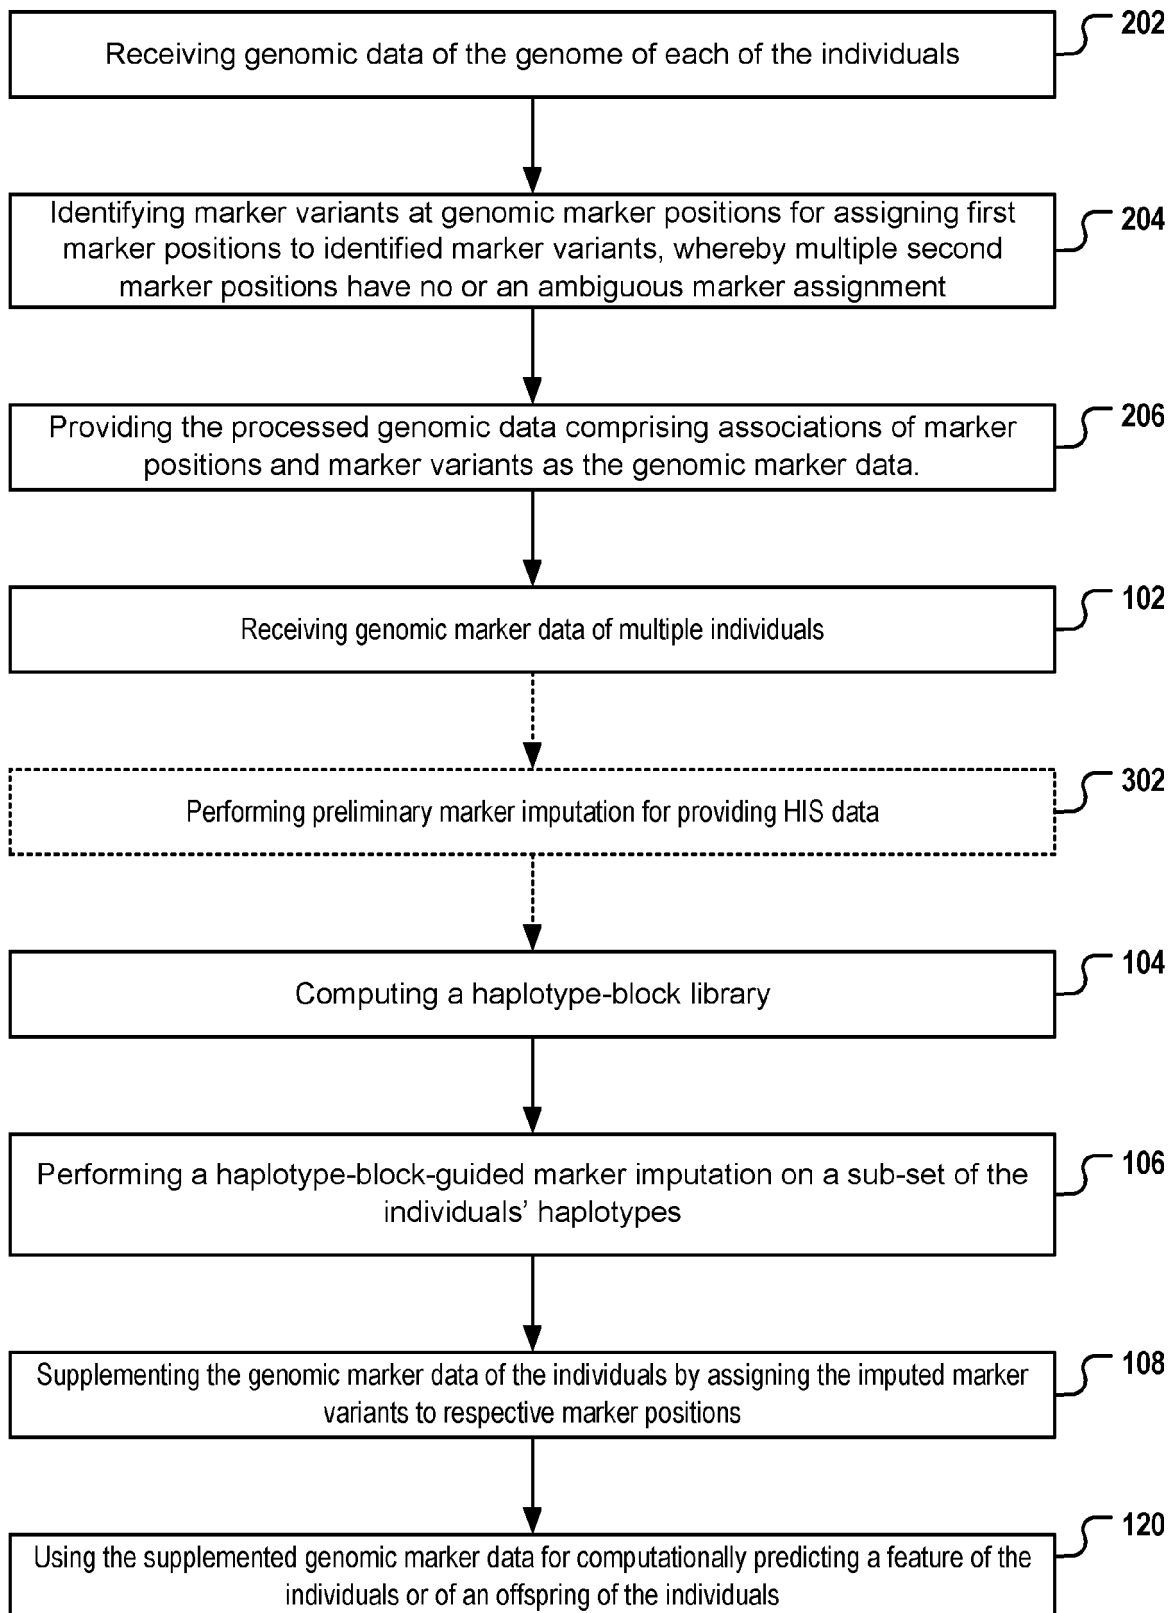 Receiving genomic data of the genome of each of the individuals
202
Identifying marker variants at genomic marker positions for assigning first
marker positions to identified marker variants, whereby multiple second
marker positions have no or an ambiguous marker assignment
204
Providing the processed genomic data comprising associations of marker
positions and marker variants as the genomic marker data.
206
Receiving genomic marker data of multiple individuals
102
Performing preliminary marker imputation for providing HIS data
302
Computing a haplotype-block library
104
Performing a haplotype-block-guided marker imputation on a sub-set of the
individuals’ haplotypes
106
Supplementing the genomic marker data of the individuals by assigning the imputed marker
variants to respective marker positions
108
Using the supplemented genomic marker data for computationally predicting a feature of the
individuals or of an offspring of the individuals
120